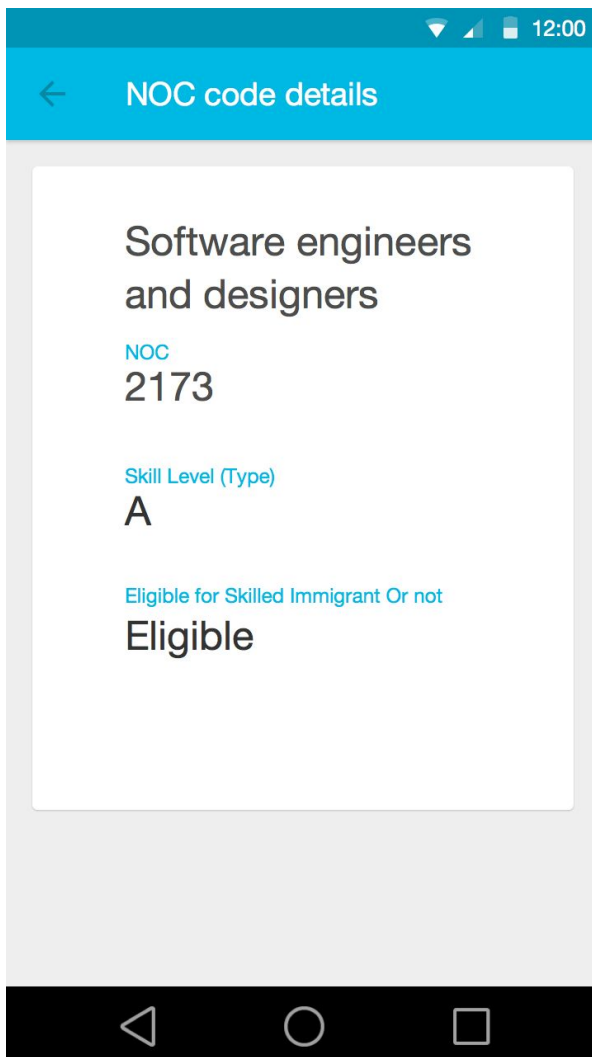 12:00
NOC code details
Software engineers
and designers
NOC
2173
Skill Level (Type)
A
Eligible for Skilled Immigrant Or not
Eligible